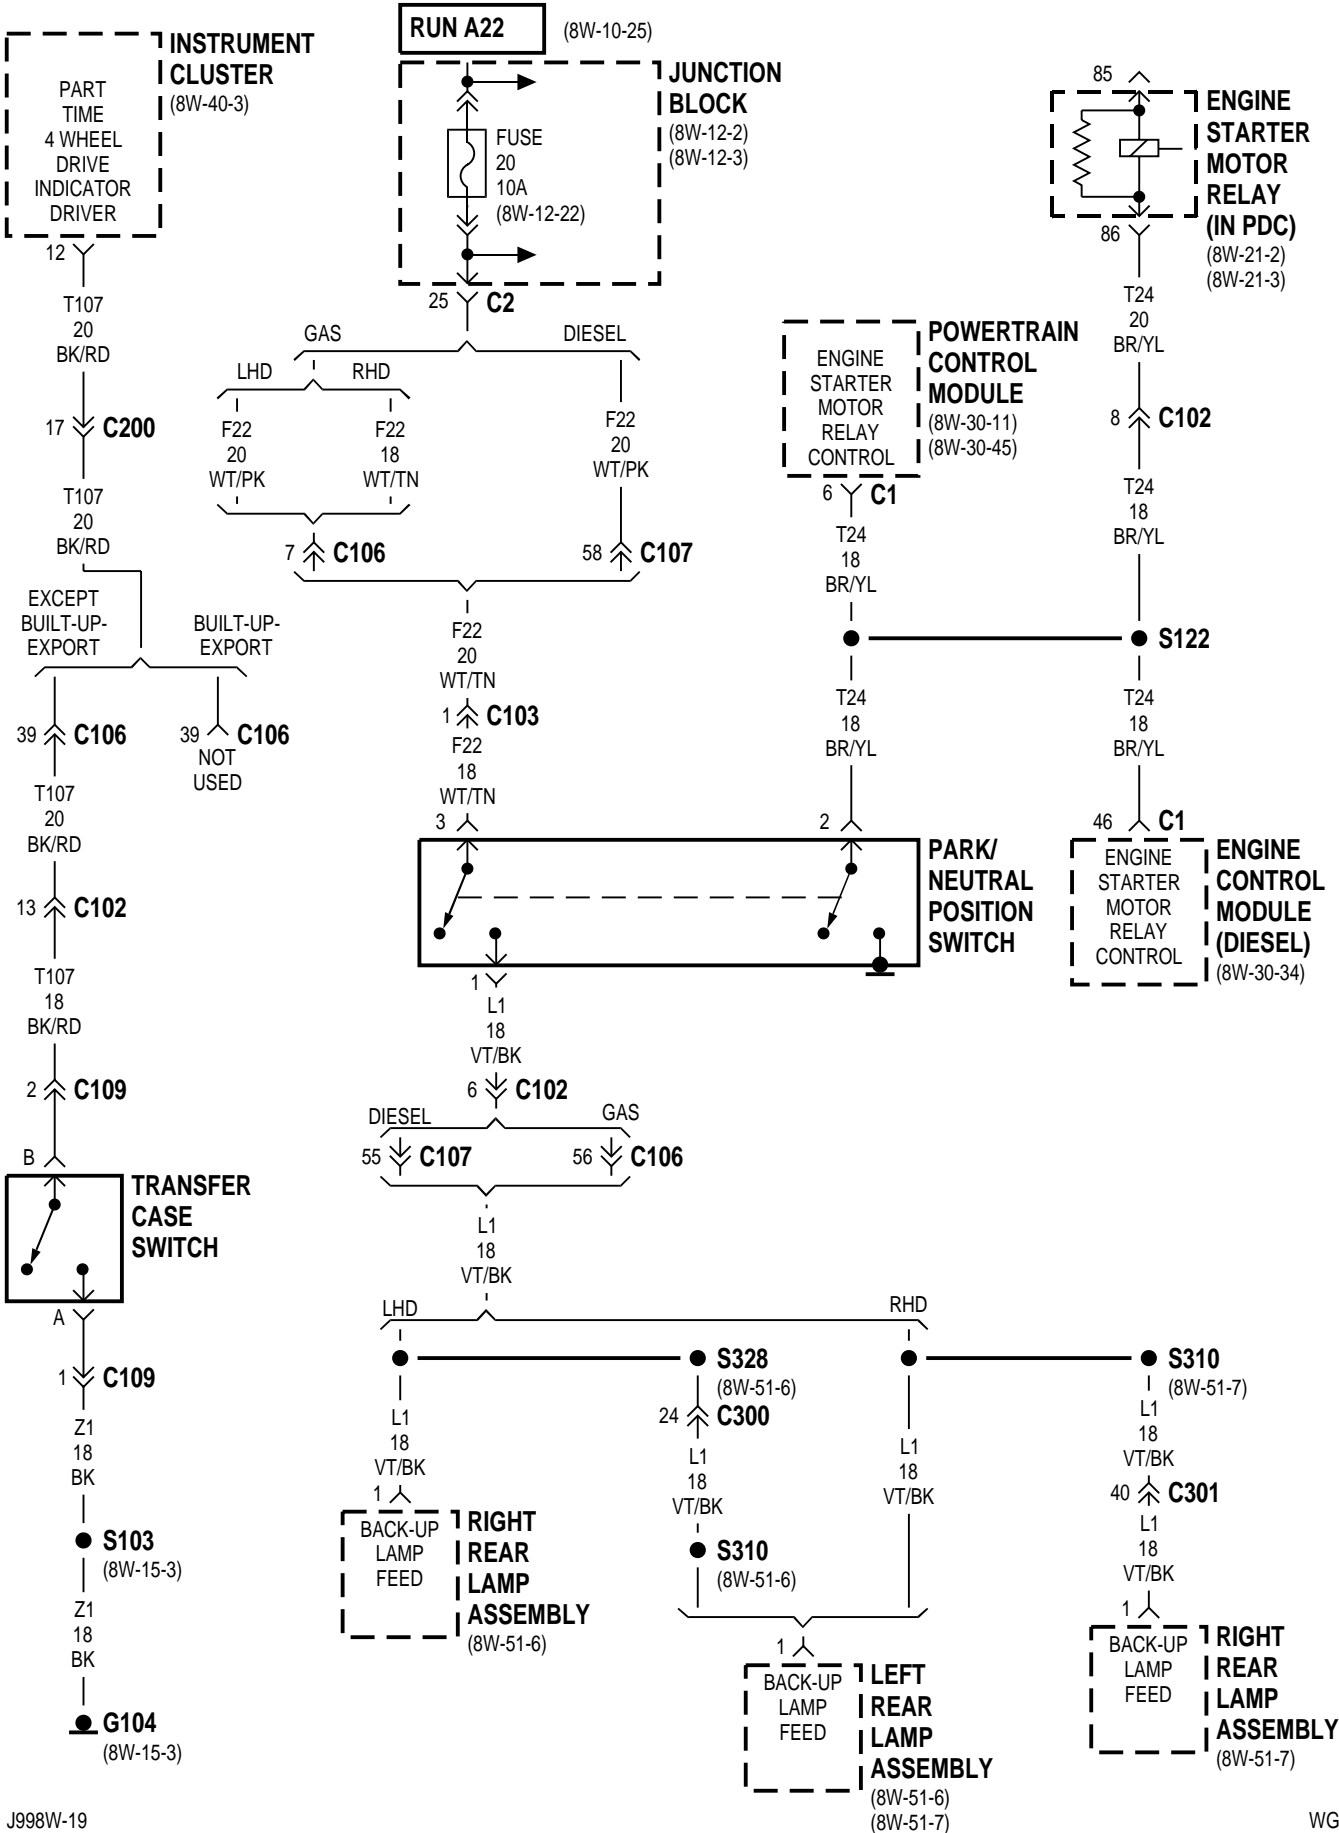 RUN A22
(8W-10-25)
INSTRUMENT
CLUSTER
(8W-40-3)
PART
TIME
4 WHEEL
DRIVE
INDICATOR
DRIVER
12
T107
20
BK/RD
17
C200
T107
20
BK/RD
EXCEPT
BUILT-UP-
EXPORT
BUILT-UP-
EXPORT
39
C106
39
C106
NOT
USED
T107
20
BK/RD
13
C102
T107
18
BK/RD
2
C109
B
TRANSFER
CASE
SWITCH
A
1
C109
Z1
18
BK
S103
(8W-15-3)
Z1
18
BK
G104
(8W-15-3)
JUNCTION
BLOCK
(8W-12-2)
(8W-12-3)
FUSE
20
10A
(8W-12-22)
25
C2
GAS
DIESEL
LHD
RHD
F22
20
WT/PK
F22
18
WT/TN
F22
20
WT/PK
7
C106
58
C107
F22
20
WT/TN
1
C103
F22
18
WT/TN
3
2
PARK/
NEUTRAL
POSITION
SWITCH
1
L1
18
VT/BK
6
C102
DIESEL
GAS
55
C107
56
C106
L1
18
VT/BK
LHD
RHD
S328
(8W-51-6)
S310
(8W-51-7)
24
C300
L1
18
VT/BK
L1
18
VT/BK
L1
18
VT/BK
L1
18
VT/BK
1
BACK-UP
LAMP
FEED
RIGHT
REAR
LAMP
ASSEMBLY
(8W-51-6)
S310
(8W-51-6)
40
C301
L1
18
VT/BK
1
BACK-UP
LAMP
FEED
LEFT
REAR
LAMP
ASSEMBLY
(8W-51-6)
(8W-51-7)
1
BACK-UP
LAMP
FEED
RIGHT
REAR
LAMP
ASSEMBLY
(8W-51-7)
85
ENGINE
STARTER
MOTOR
RELAY
(IN PDC)
(8W-21-2)
(8W-21-3)
86
T24
20
BR/YL
8
C102
T24
18
BR/YL
POWERTRAIN
CONTROL
MODULE
(8W-30-11)
(8W-30-45)
ENGINE
STARTER
MOTOR
RELAY
CONTROL
6
C1
T24
18
BR/YL
S122
T24
18
BR/YL
T24
18
BR/YL
46
C1
ENGINE
STARTER
MOTOR
RELAY
CONTROL
ENGINE
CONTROL
MODULE
(DIESEL)
(8W-30-34)
J998W-19
WG